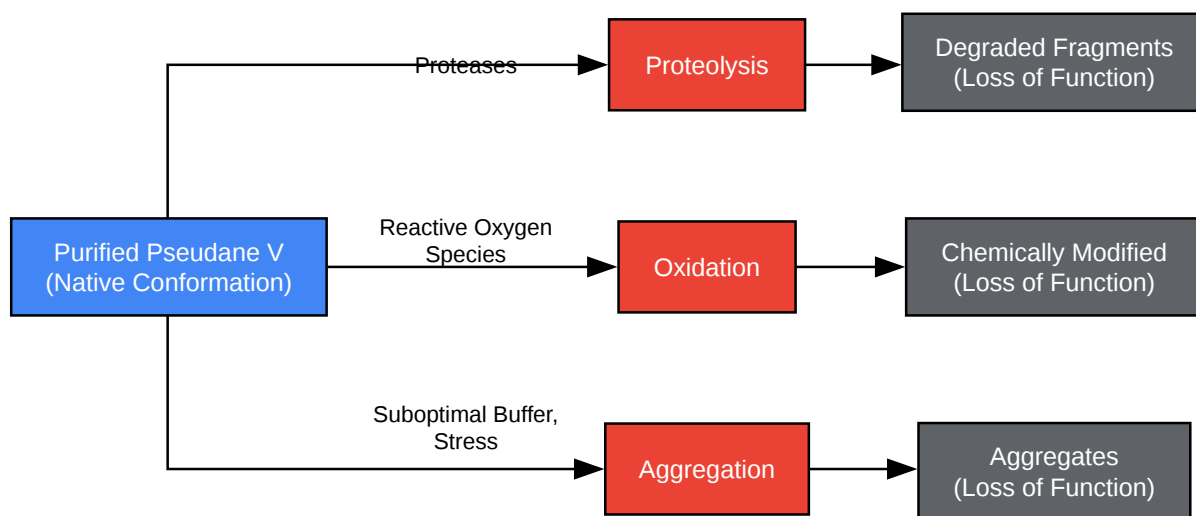 Proteases
Proteolysis
Degraded Fragments
(Loss of Function)
Purified Pseudane V
(Native Conformation)
Reactive Oxygen
Species
Oxidation
Chemically Modified
(Loss of Function)
Suboptimal Buffer,
Stress
Aggregation
Aggregates
(Loss of Function)